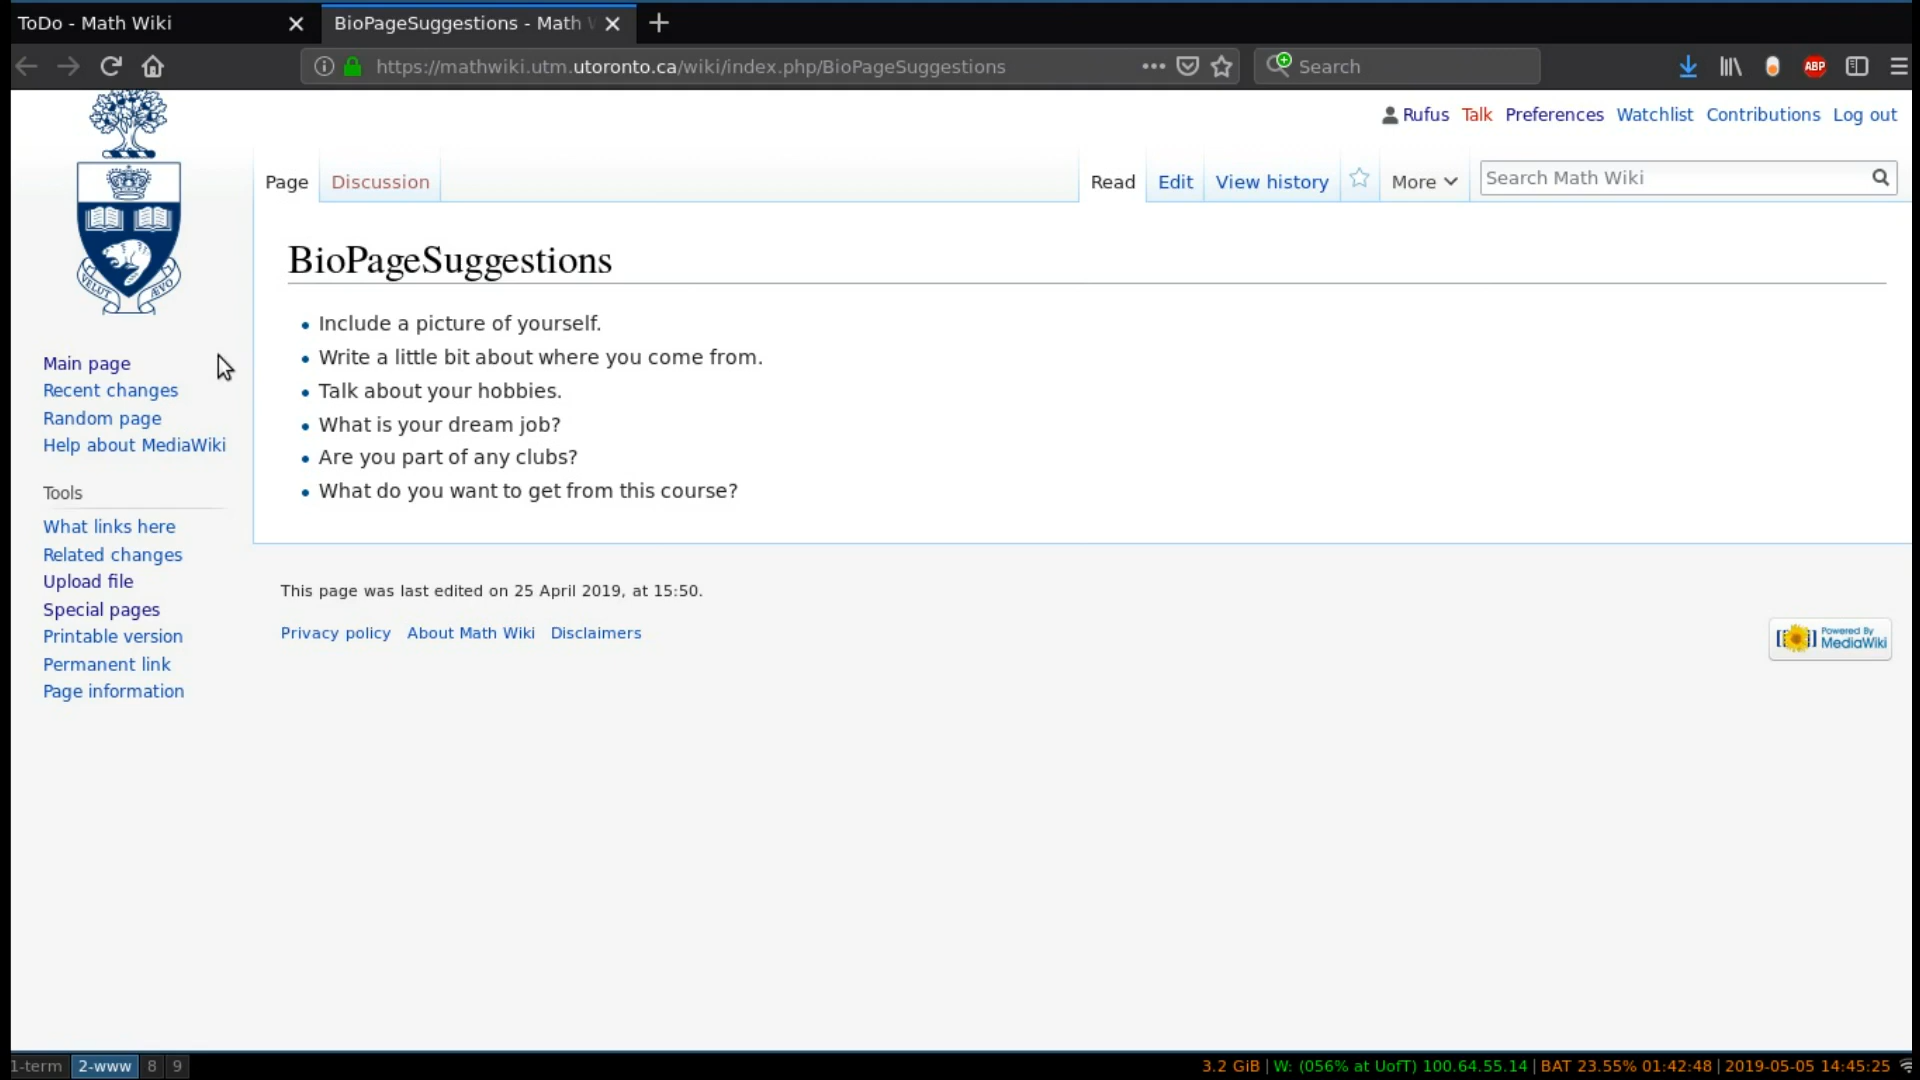 ToDo - Math Wiki
BioPageSuggestions - Math
https://mathwiki.utm.utoronto.ca/wiki/index.php/BioPageSuggestions
Search
ABP
Rufus Talk Preferences Watchlist Contributions Log out
Page Discussion Read Edit View history More Search Math Wiki
VELUT ÆVO
BioPageSuggestions
Include a picture of yourself.
Write a little bit about where you come from.
Talk about your hobbies.
What is your dream job?
Are you part of any clubs?
What do you want to get from this course?
Main page
Recent changes
Random page
Help about MediaWiki
Tools
What links here
Related changes
Upload file
Special pages
Printable version
Permanent link
Page information
This page was last edited on 25 April 2019, at 15:50.
Privacy policy About Math Wiki Disclaimers
Powered By
MediaWiki
1-term 2-www 8 9 3.2 GiB | W: (056% at UofT) 100.64.55.14 | BAT 23.55% 01:42:48 | 2019-05-05 14:45:25